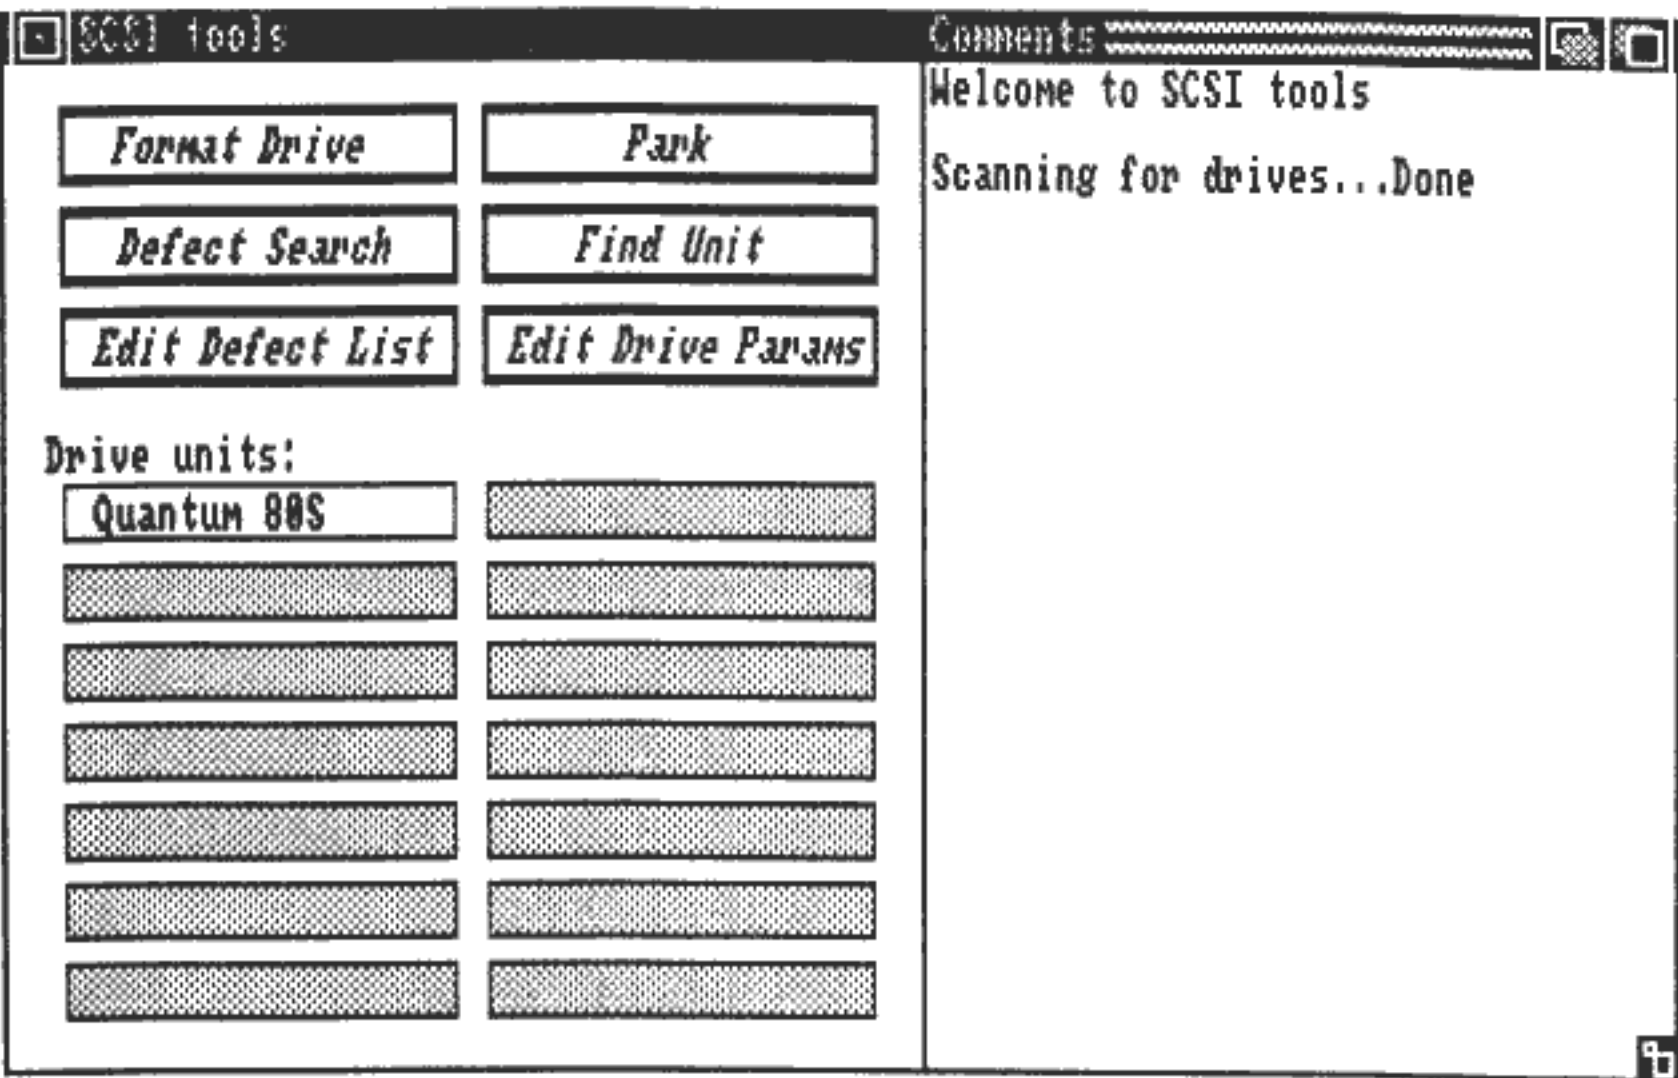 SCSI tools
Comments
Format Drive
Park
Defect Search
Find Unit
Edit Defect List
Edit Drive Params
Drive units:
Quantum 80S
Welcome to SCSI tools
Scanning for drives...Done